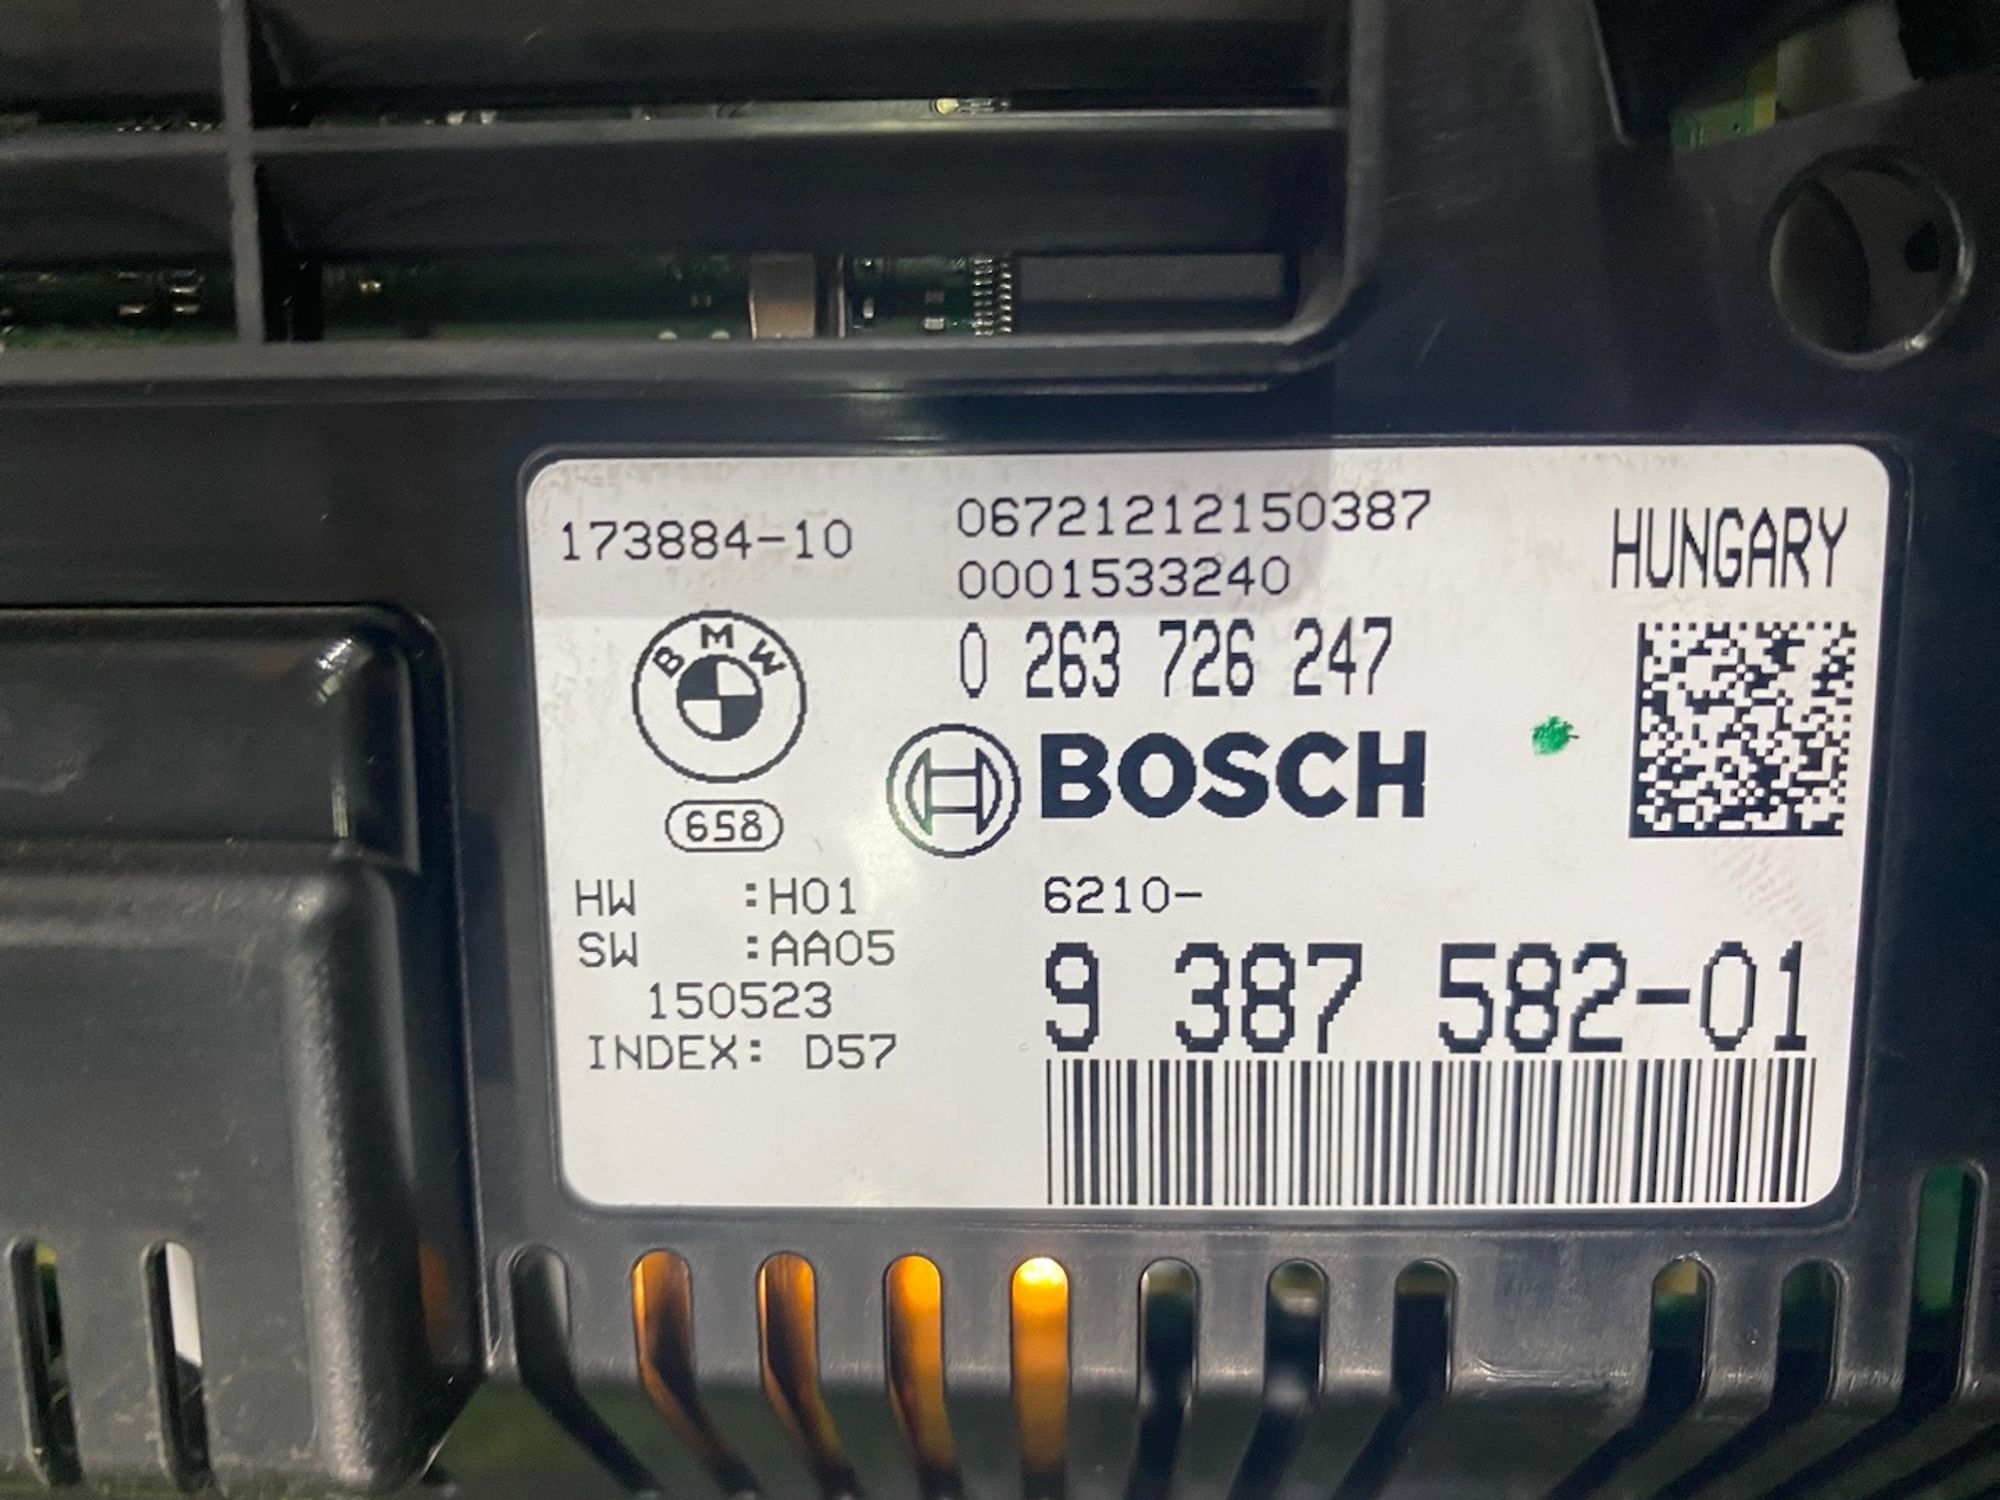 173884-10
06721212150387
0001533240
HUNGARY
0 263 726 247
BMW
BOSCH
658
HW :H01
SW :AA05
150523
INDEX: D57
6210-
9 387 582-01